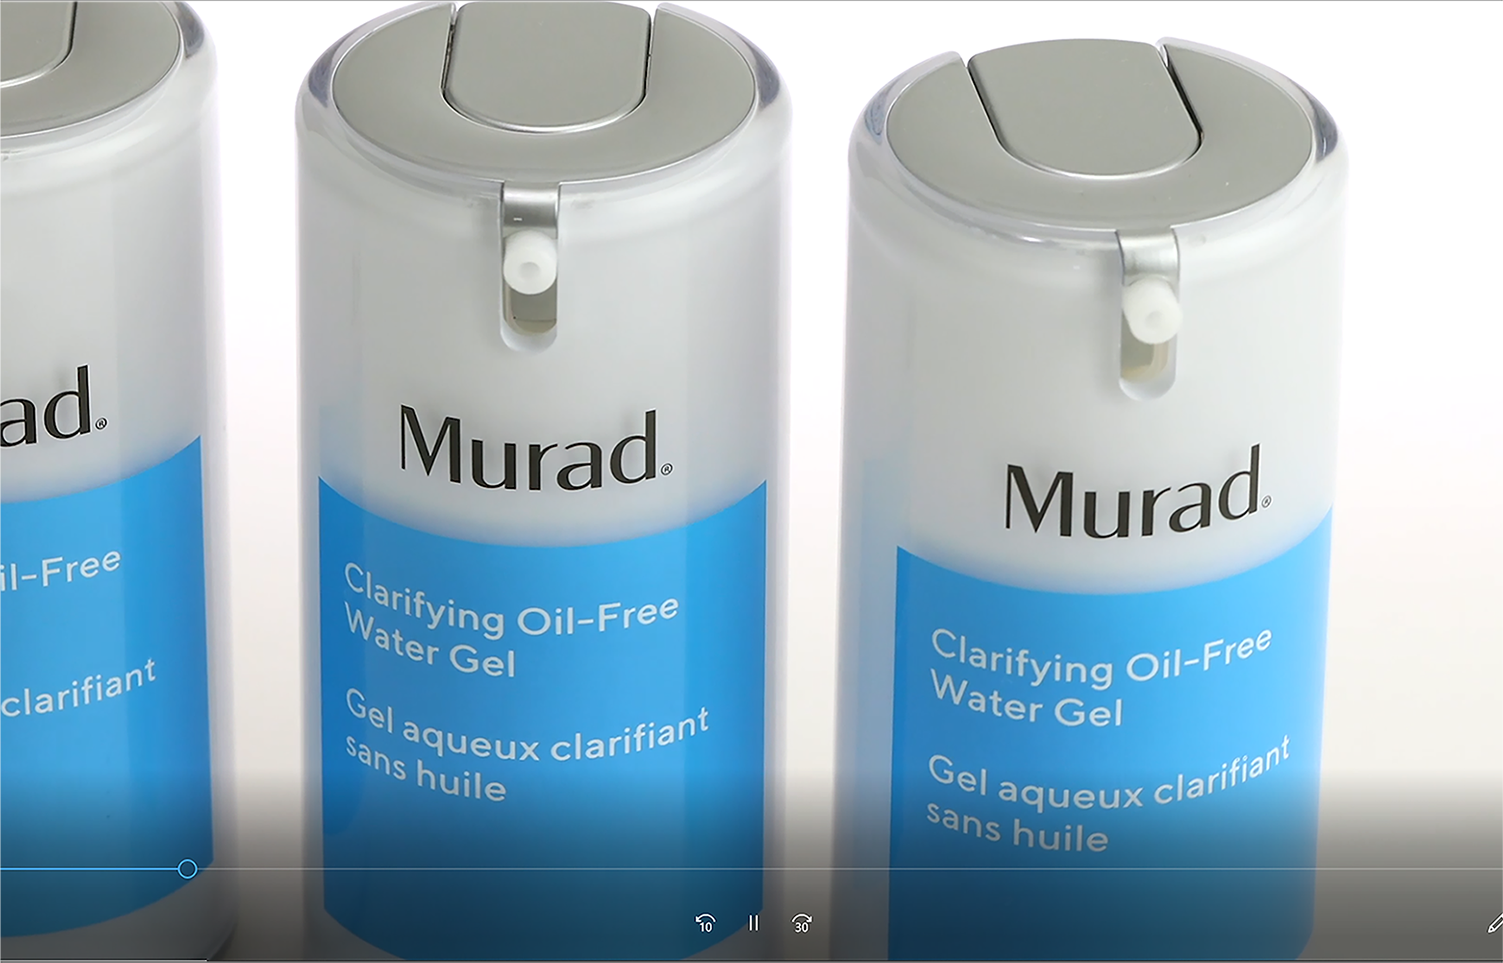 ad®
il-Free
clarifiant
Murad®
Clarifying Oil-Free
Water Gel
Gel aqueux clarifiant
sans huile
Murad®
Clarifying Oil-Free
Water Gel
Gel aqueux clarifiant
sans huile
10
30